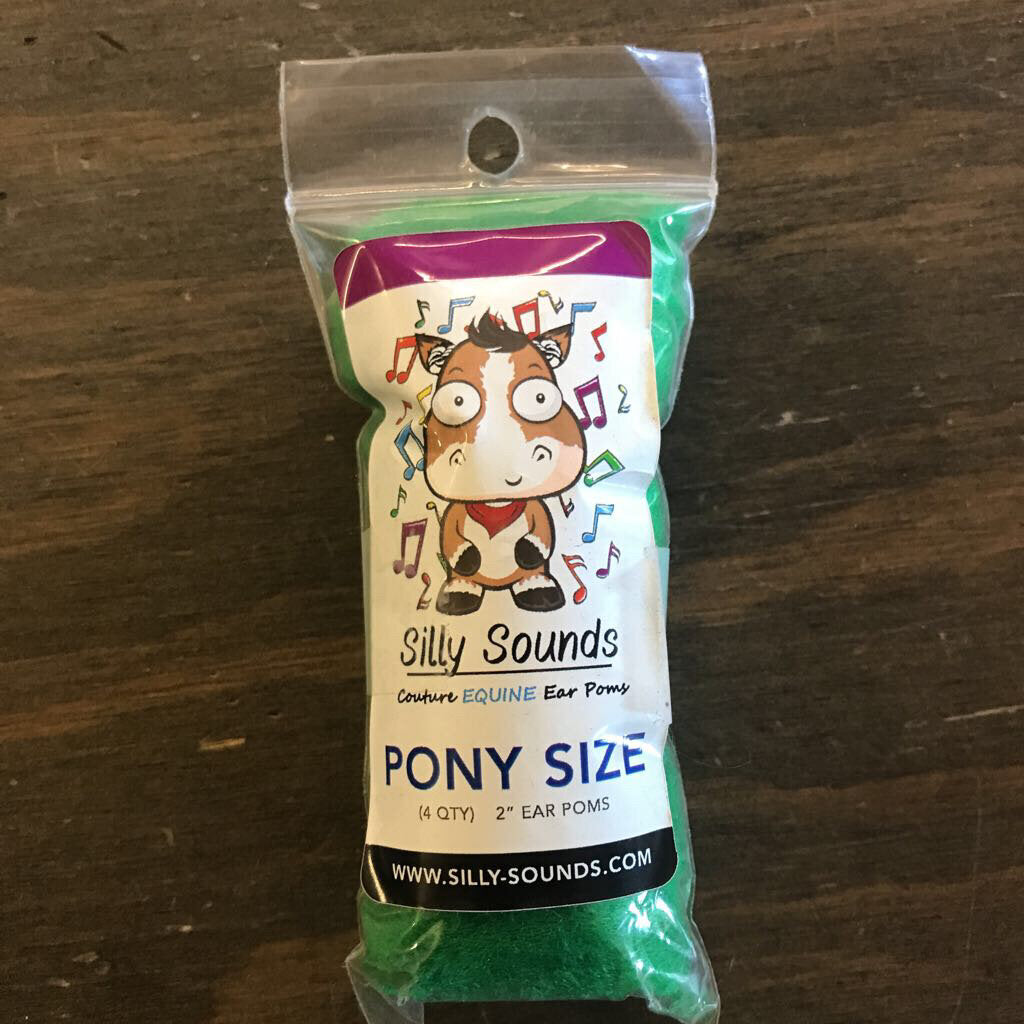 Silly Sounds
Couture EQUINE Ear Poms
PONY SIZE
(4 QTY) 2" EAR POMS
WWW.SILLY-SOUNDS.COM